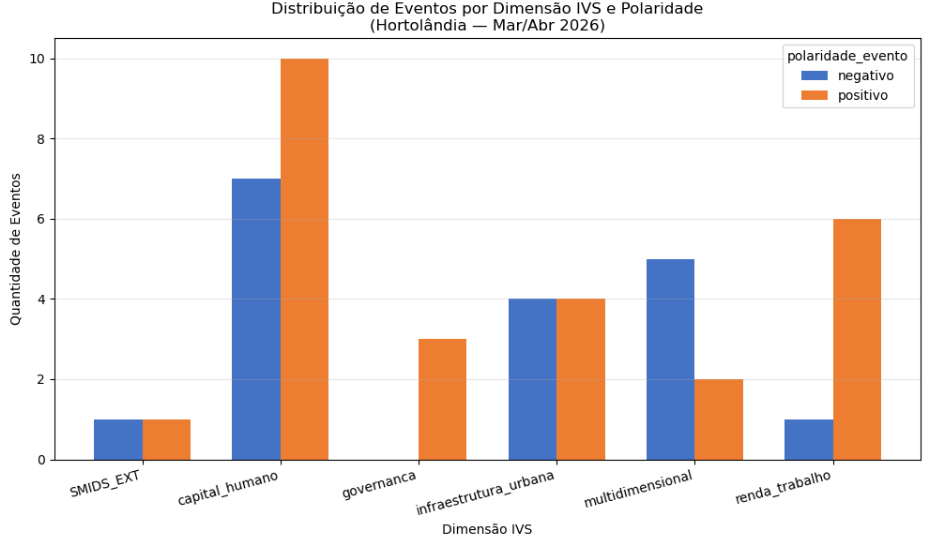 Distribuição de Eventos por Dimensão IVS e Polaridade
(Hortolândia — Mar/Abr 2026)
polaridade_evento
negativo
positivo
Quantidade de Eventos
10
8
6
4
2
0
SMIDS_EXT
capital_humano
governanca
infraestrutura_urbana
multidimensional
renda_trabalho
Dimensão IVS